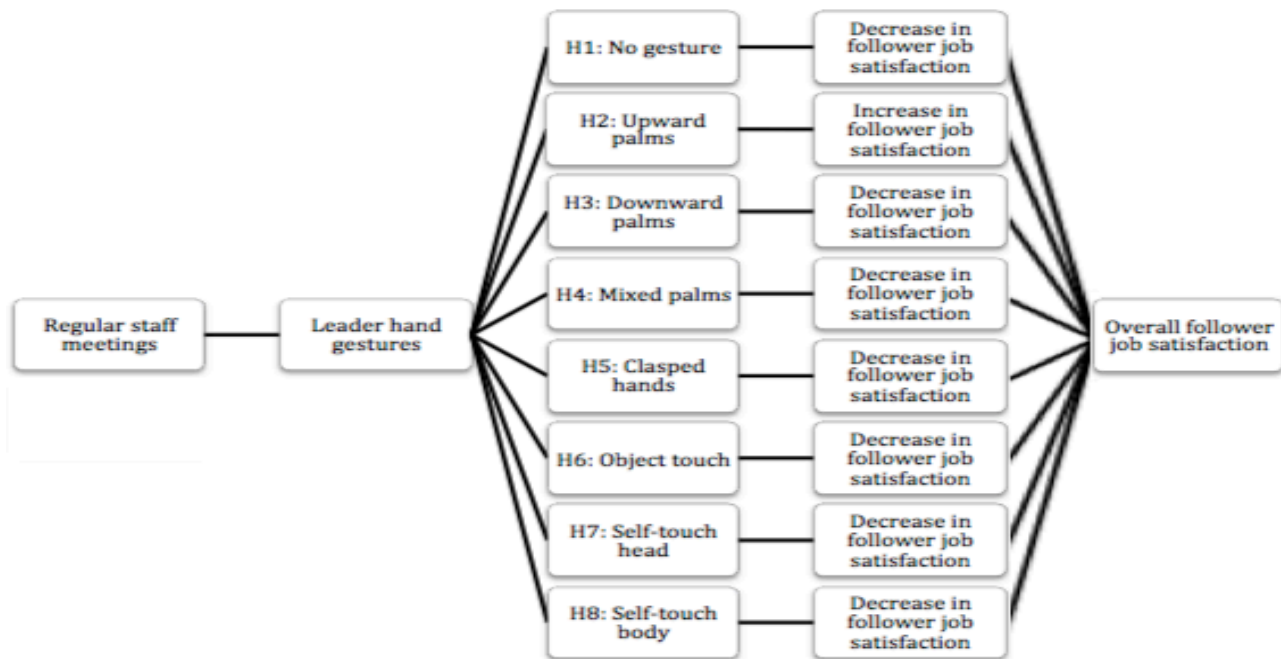 Regular staff
meetings
Leader hand
gestures
H1: No gesture
Decrease in
follower job
satisfaction
H2: Upward
palms
Increase in
follower job
satisfaction
H3: Downward
palms
Decrease in
follower job
satisfaction
H4: Mixed palms
Decrease in
follower job
satisfaction
H5: Clasped
hands
Decrease in
follower job
satisfaction
H6: Object touch
Decrease in
follower job
satisfaction
H7: Self-touch
head
Decrease in
follower job
satisfaction
H8: Self-touch
body
Decrease in
follower job
satisfaction
Overall follower
job satisfaction